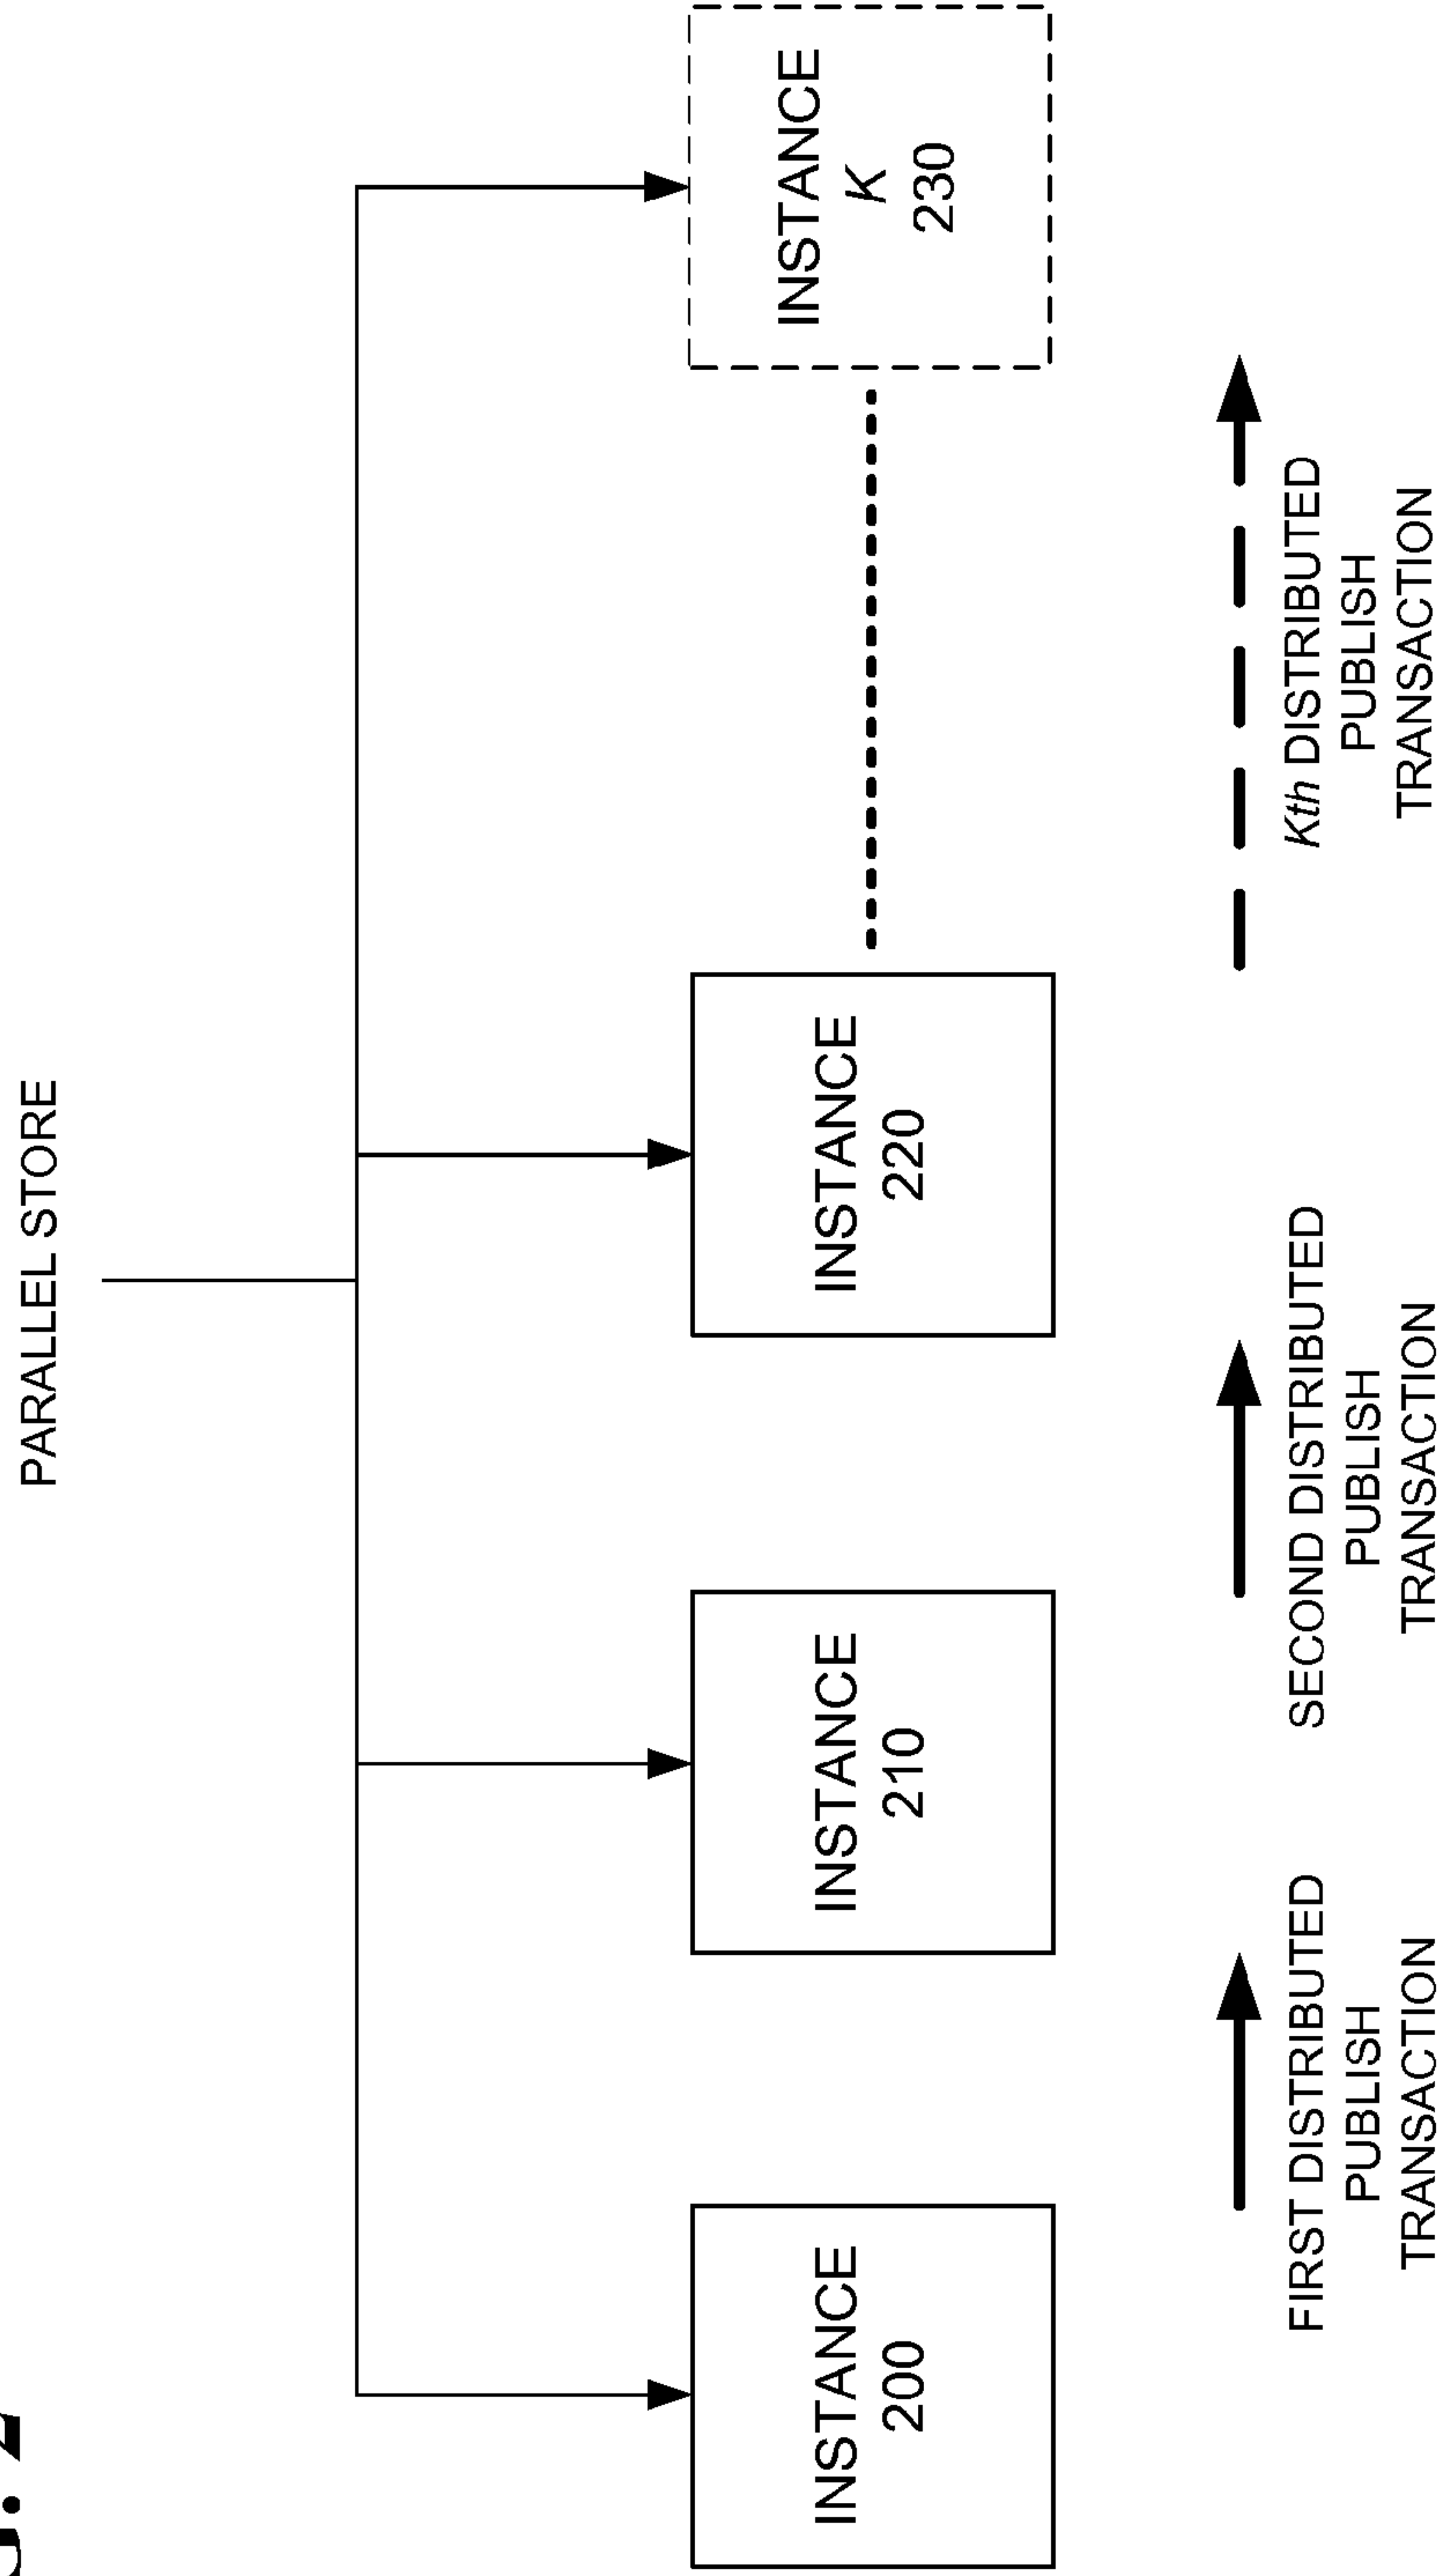 PARALLEL STORE
INSTANCE
200
INSTANCE
210
INSTANCE
220
INSTANCE
K
230
FIRST DISTRIBUTED
PUBLISH
TRANSACTION
SECOND DISTRIBUTED
PUBLISH
TRANSACTION
Kth DISTRIBUTED
PUBLISH
TRANSACTION